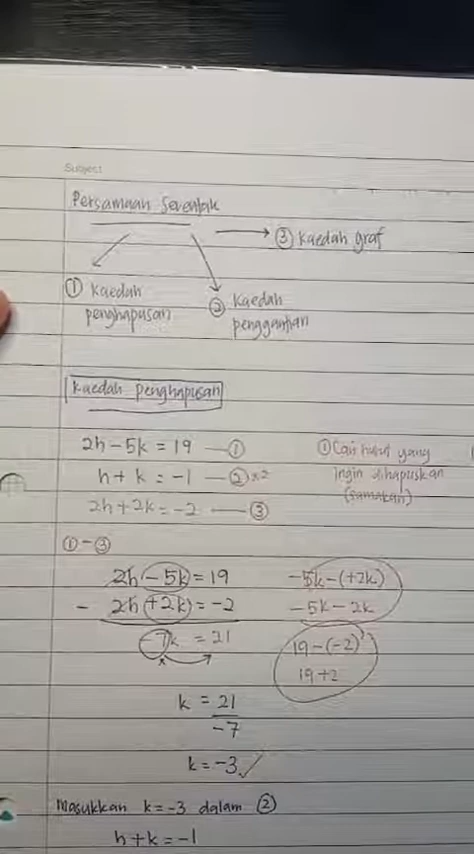 Subject
Persamaan Serentak
③ Kaedah graf
① Kaedah penghapusan
② Kaedah penggantian
Kaedah penghapusan
2h - 5k = 19 — ①
h + k = -1 — ② ×2
2h + 2k = -2 — ③
① Cari huruf yang
ingin dihapuskan
(samakan)
① - ③
2h - 5k = 19
- 2h + 2k = -2
-7k = 21
-5k - (+2k)
-5k - 2k
19 - (-2)
19 + 2
k = 21
-7
k = -3 ✓
Masukkan k = -3 dalam ②
h + k = -1